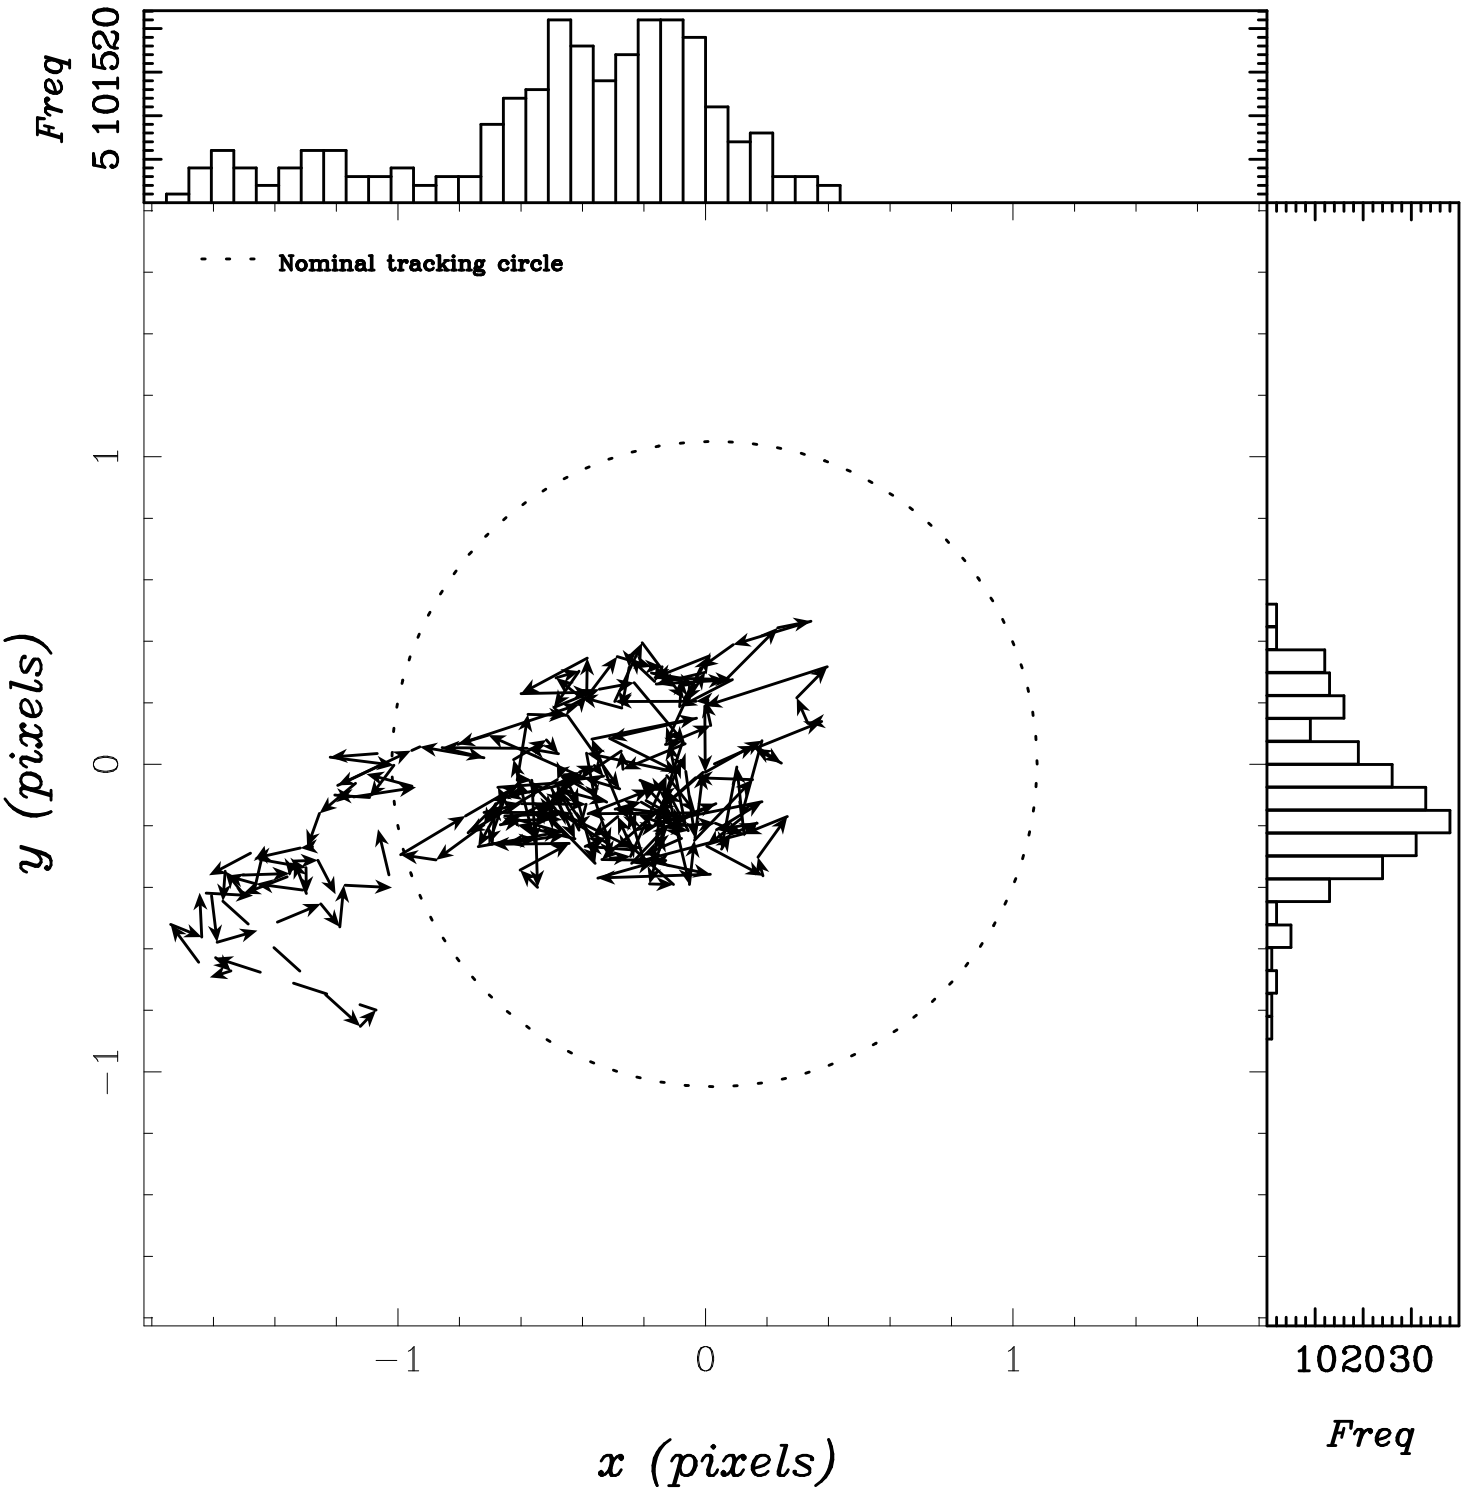 Freq
5 101520
Nominal tracking circle
y (pixels)
1
0
−1
−1 0 1
102030
x (pixels)
Freq